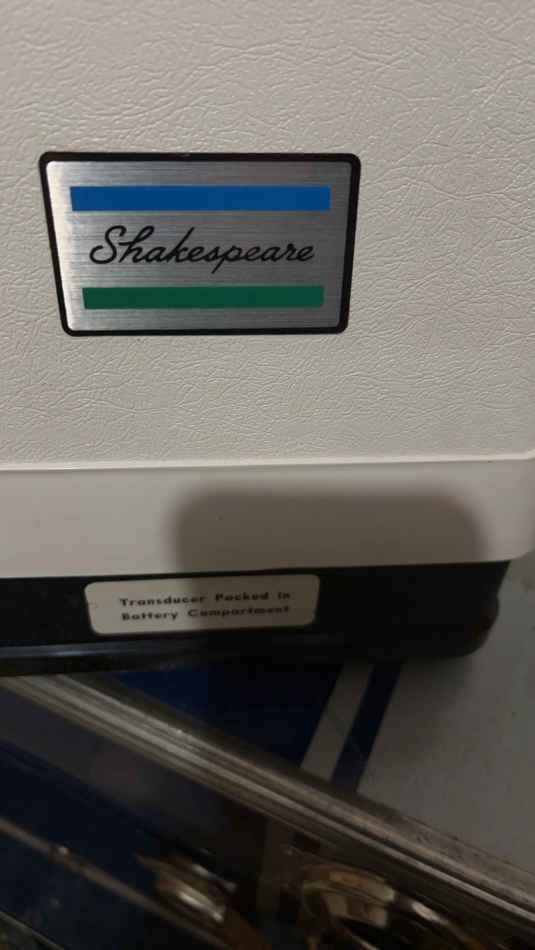 Shakespeare
Transducer Packed In
Battery Compartment